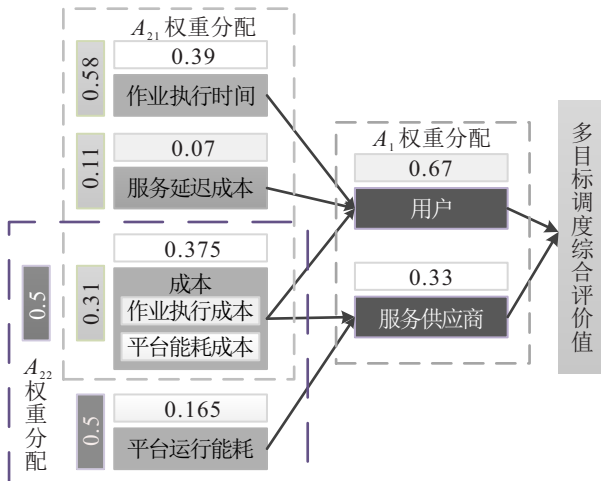 A21 权重分配
0.58
0.39
作业执行时间
0.11
0.07
服务延迟成本
0.5
0.31
0.375
成本
作业执行成本
平台能耗成本
A22
权重分配
0.5
0.165
平台运行能耗
A1 权重分配
0.67
用户
0.33
服务供应商
多目标调度综合评价值